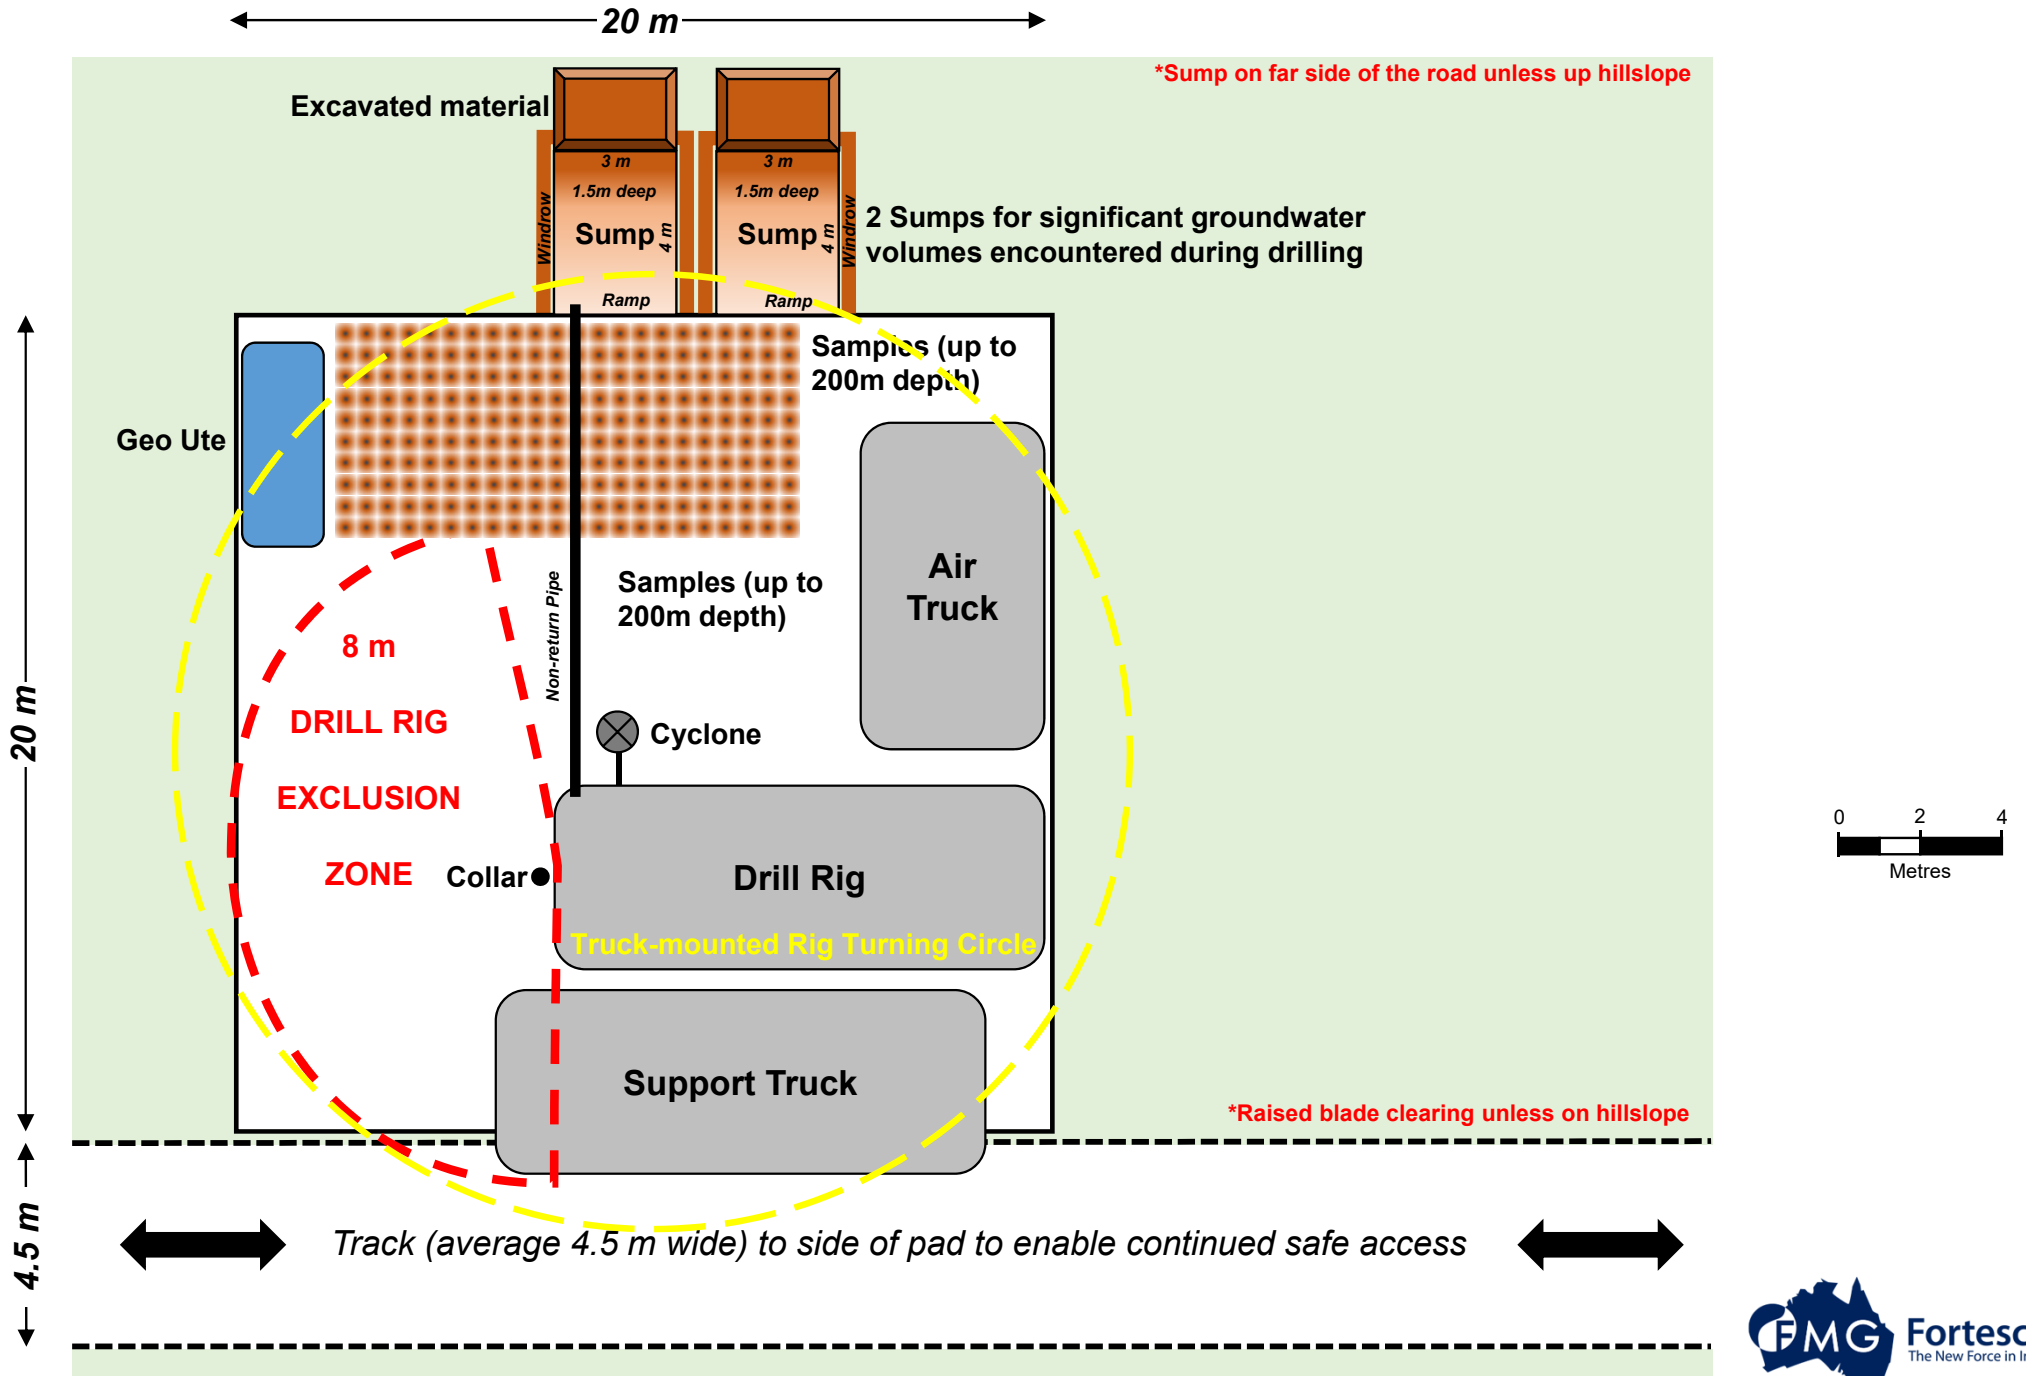 20 m
*Sump on far side of the road unless up hillslope
Excavated material
3 m
1.5m deep
Sump
4 m
Windrow
Ramp
3 m
1.5m deep
Sump
4 m
Windrow
Ramp
2 Sumps for significant groundwater
volumes encountered during drilling
Samples (up to
200m depth)
Geo Ute
Air
Truck
Samples (up to
200m depth)
Non-return Pipe
8 m
DRILL RIG
EXCLUSION
ZONE
20 m
Cyclone
Collar
Drill Rig
Truck-mounted Rig Turning Circle
0 2 4
Metres
Support Truck
*Raised blade clearing unless on hillslope
4.5 m
Track (average 4.5 m wide) to side of pad to enable continued safe access
FMG
Fortesc
The New Force in